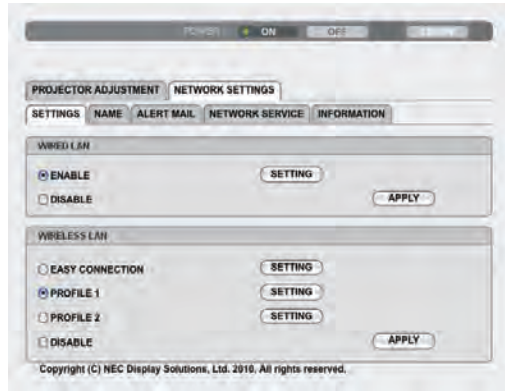 POWER ON OFF
PROJECTOR ADJUSTMENT NETWORK SETTINGS
SETTINGS NAME ALERT MAIL NETWORK SERVICE INFORMATION
WIRED LAN
ENABLE SETTING
DISABLE APPLY
WIRELESS LAN
EASY CONNECTION SETTING
PROFILE 1 SETTING
PROFILE 2 SETTING
DISABLE APPLY
Copyright (C) NEC Display Solutions, Ltd. 2010. All rights reserved.